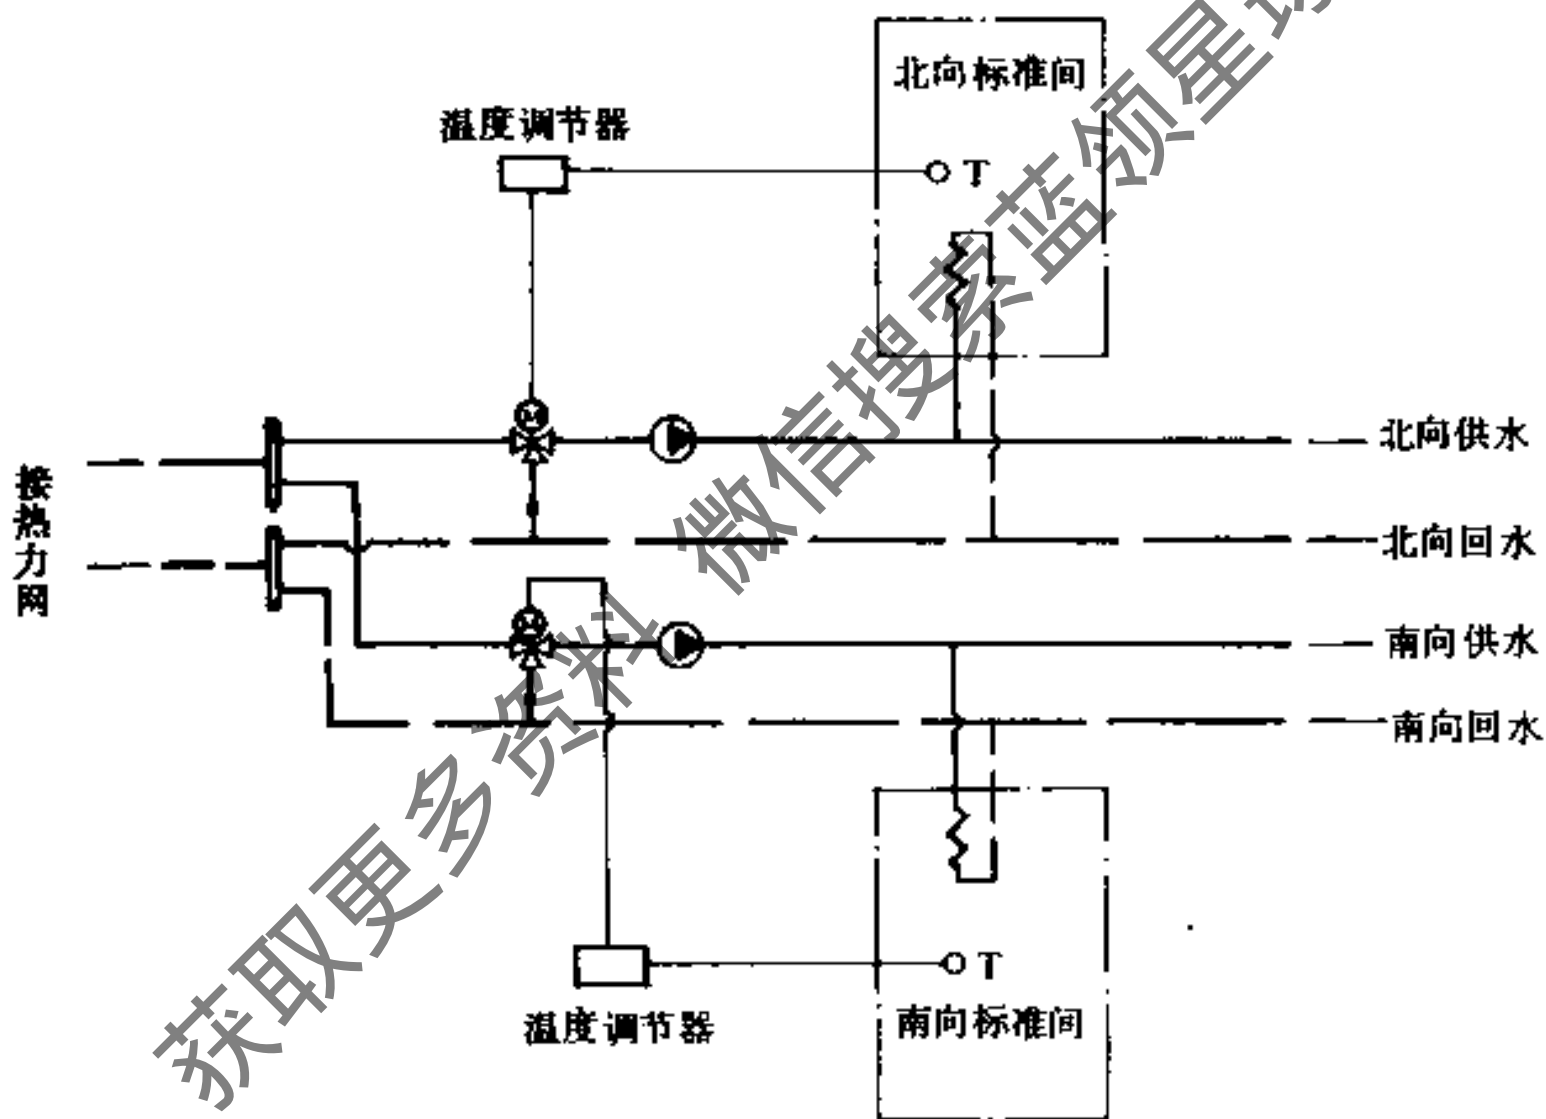 北向标准间
温度调节器
T
M
北向供水
接热力网
北向回水
M
南向供水
南向回水
T
温度调节器
南向标准间
获取更多资料 微信搜索蓝领星球